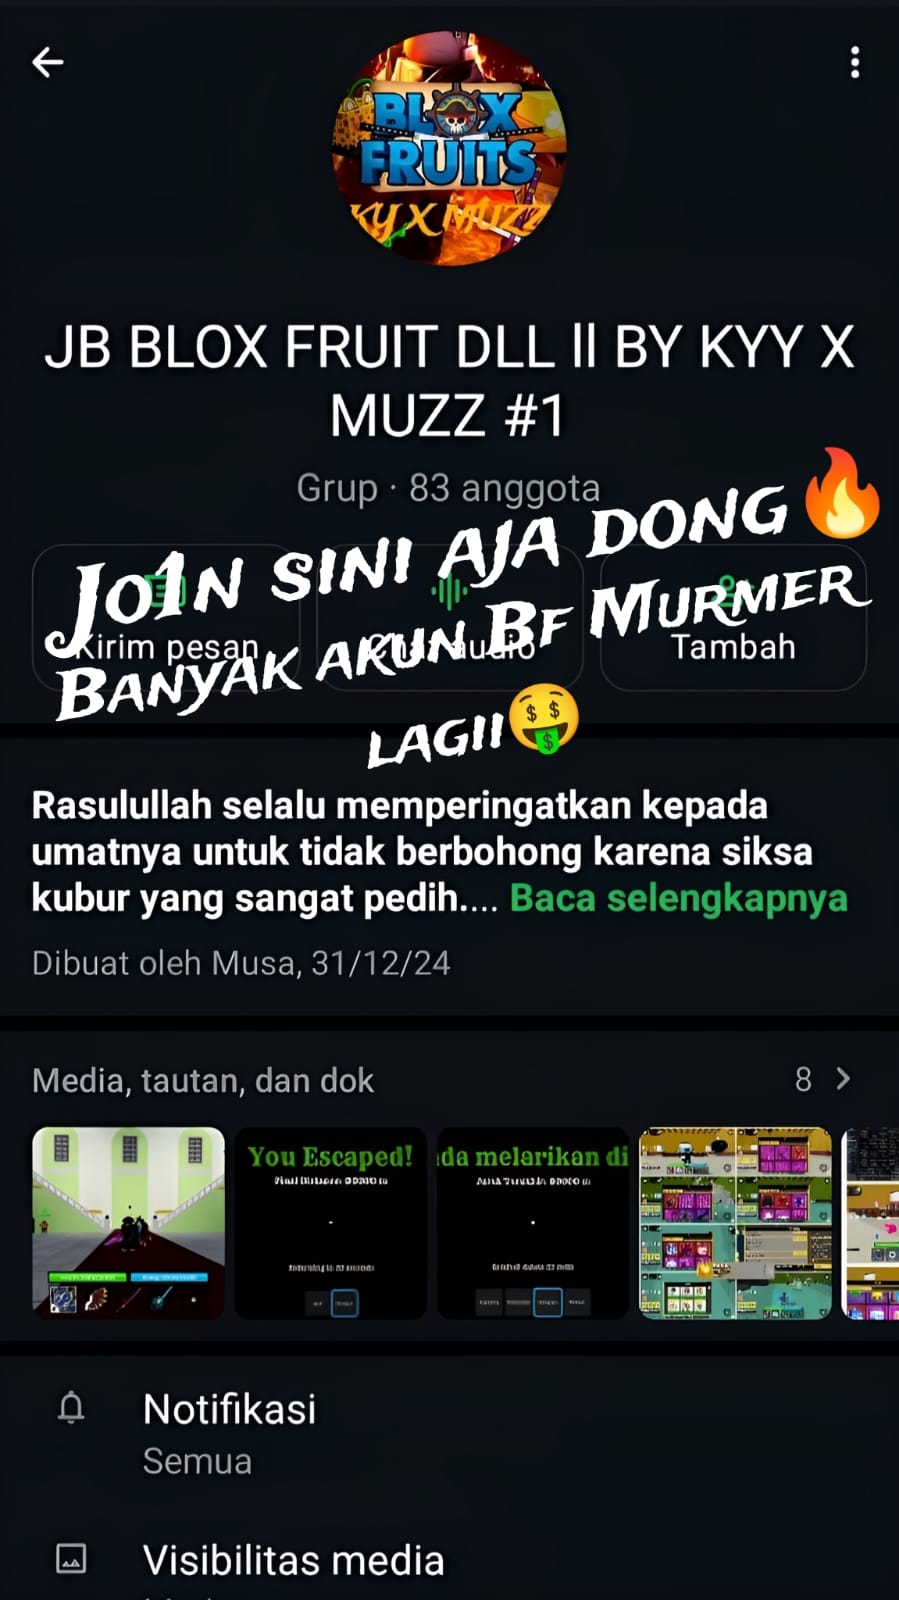 BLOX
FRUITS
KY X MUZZ
JB BLOX FRUIT DLL ll BY KYY X
MUZZ #1
Grup · 83 anggota
Jo1n sini aja dong🔥
Banyak akun Bf Murmer
lagii🤑
Kirim pesan
Tambah
Rasulullah selalu memperingatkan kepada
umatnya untuk tidak berbohong karena siksa
kubur yang sangat pedih.... Baca selengkapnya
Dibuat oleh Musa, 31/12/24
Media, tautan, dan dok
8
You Escaped!
da melarikan di
Notifikasi
Semua
Visibilitas media